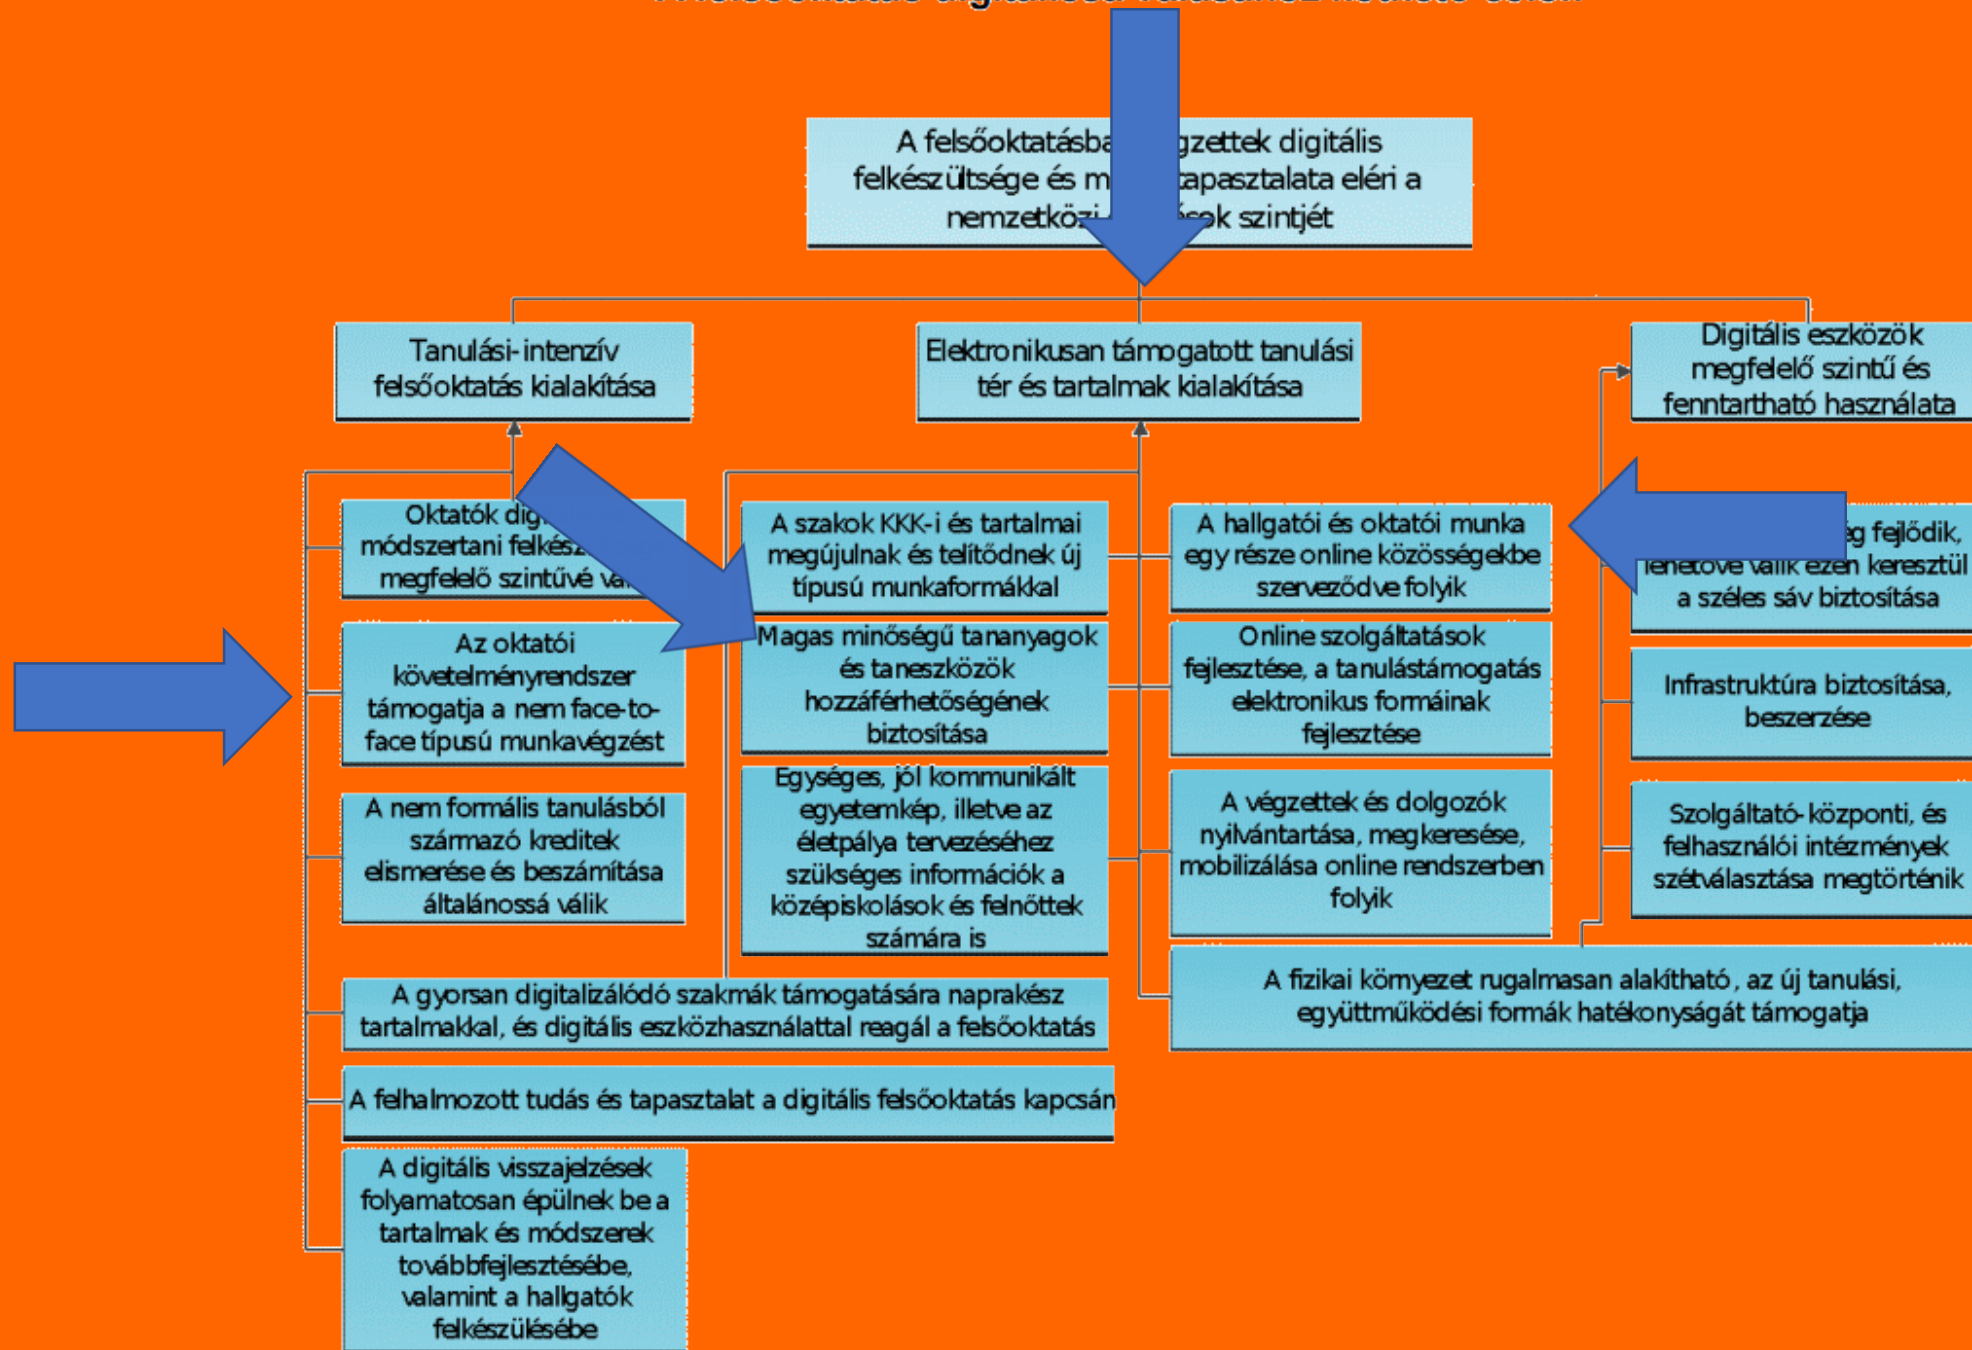 A felsőoktatásba
gzettek digitális
felkészültsége és m
tapasztalata eléri a
nemzetközi
sok szintjét
Tanulási-intenzív
felsőoktatás kialakítása
Elektronikusan támogatott tanulási
tér és tartalmak kialakítása
Digitális eszközök
megfelelő szintű és
fenntartható használata
Oktatók
módszertani
megfelelő szintűvé
Az oktatói
követelményrendszer
támogatja a nem face-to-
face típusú munkavégzést
A nem formális tanulásból
származó kreditek
elismerése és beszámítása
általánossá válik
A szakok KKK-i és tartalmai
megújulnak és telítődnek új
típusú munkaformákkal
Magas minőségű tananyagok
és taneszközök
hozzáférhetőségének
biztosítása
Egységes, jól kommunikált
egyetemkép, illetve az
életpálya tervezéséhez
szükséges információk a
középiskolások és felnőttek
számára is
A hallgatói és oktatói munka
egy része online közösségekbe
szerveződve folyik
Online szolgáltatások
fejlesztése, a tanulástámogatás
elektronikus formáinak
fejlesztése
A végzettek és dolgozók
nyilvántartása, megkeresése,
mobilizálása online rendszerben
folyik
ég fejlődik,
lehetővé válik ezen keresztül
a széles sáv biztosítása
Infrastruktúra biztosítása,
beszerzése
Szolgáltató-központi, és
felhasználói intézmények
szétválasztása megtörténik
A gyorsan digitalizálódó szakmák támogatására naprakész
tartalmakkal, és digitális eszközhasználattal reagál a felsőoktatás
A fizikai környezet rugalmasan alakítható, az új tanulási,
együttműködési formák hatékonyságát támogatja
A felhalmozott tudás és tapasztalat a digitális felsőoktatás kapcsán
A digitális visszajelzések
folyamatosan épülnek be a
tartalmak és módszerek
továbbfejlesztésébe,
valamint a hallgatók
felkészülésébe